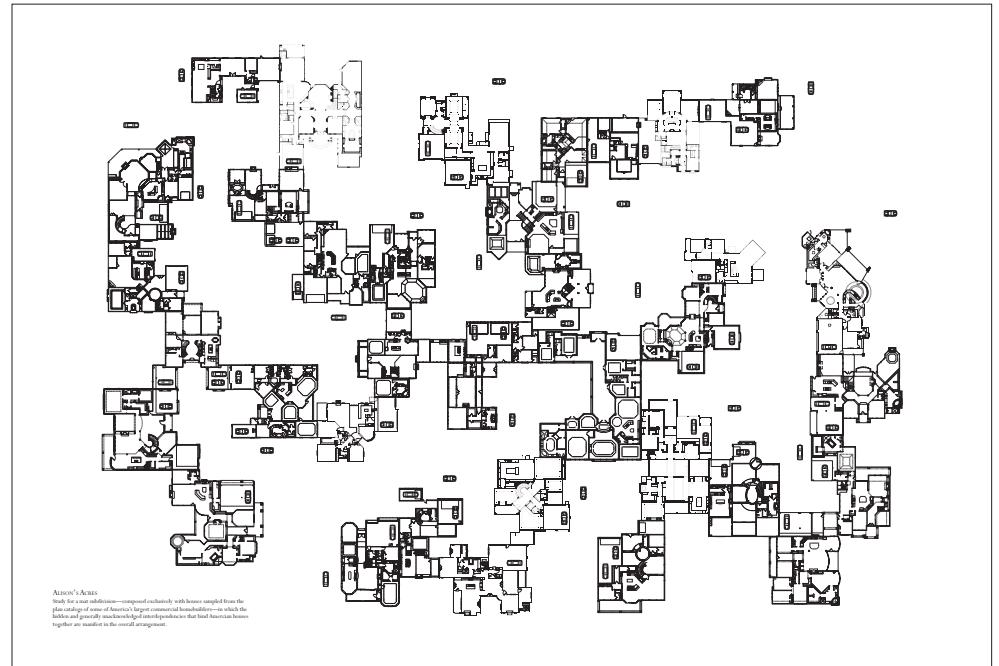 Alison's Acres
Study for a mat subdivision—composed exclusively with houses sampled from the
plan catalogs of some of America's largest commercial homebuilders—in which the
hidden and generally unacknowledged interdependencies that bind Amercian houses
together are manifest in the overall arrangement.